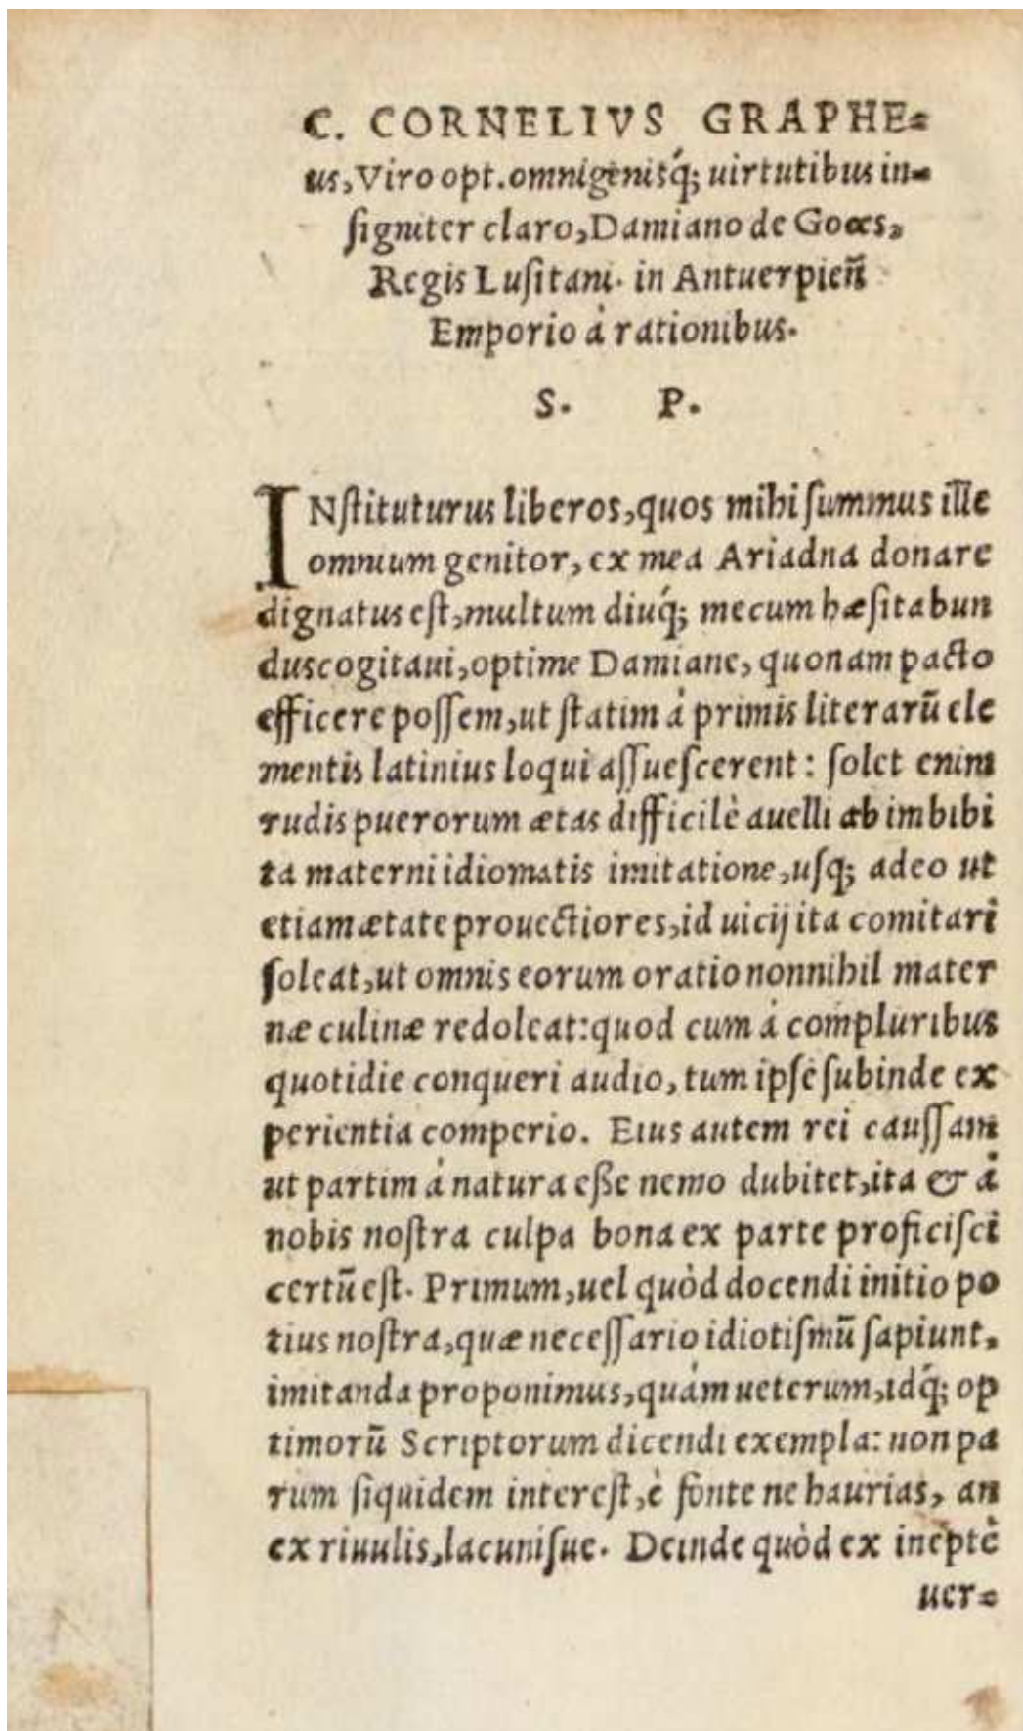 C. CORNELIVS GRAPHE⸗
us, Viro opt. omnigenisq́; uirtutibus in⸗
ſigniter claro, Damiano de Goes,
Regis Luſitani. in Antuerpien̄
Emporio á rationibus.
S. P.
INſtituturus liberos, quos mihi ſummus ille
omnium genitor, ex mea Ariadna donare
dignatus eſt, multum diuq́; mecum hæſitabun
dus cogitaui, optime Damiane, quonam pacto
efficere poſſem, ut ſtatim á primis literarū ele
mentis latinius loqui aſſueſcerent: ſolet enim
rudis puerorum ætas difficilè auelli ab imbibi
ta materni idiomatis imitatione, uſq; adeo ut
etiam ætate prouectiores, id uicij ita comitari
ſoleat, ut omnis eorum oratio nonnihil mater
næ culinæ redoleat: quod cum á compluribus
quotidie conqueri audio, tum ipſe ſubinde ex
perientia comperio. Eius autem rei cauſſam
ut partim á natura eſſe nemo dubitet, ita & á
nobis noſtra culpa bona ex parte proficiſci
certū eſt. Primum, uel quòd docendi initio po
tius noſtra, quæ neceſſario idiotiſmū ſapiunt,
imitanda proponimus, quám ueterum, idq́; op
timorū Scriptorum dicendi exempla: non pa
rum ſiquidem intereſt, è fonte ne haurias, an
ex riuulis, lacuniſue. Deinde quòd ex ineptè
uer⸗